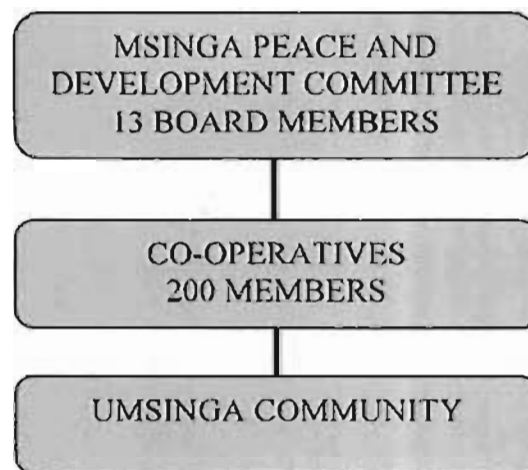 MSINGA PEACE AND
DEVELOPMENT COMMITTEE
13 BOARD MEMBERS
CO-OPERATIVES
200 MEMBERS
UMSINGA COMMUNITY